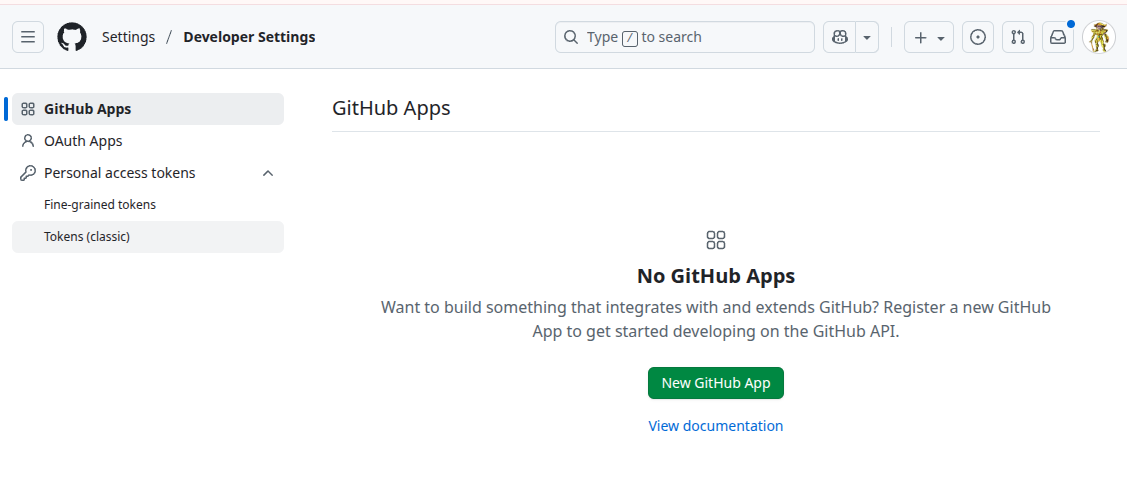 Settings / Developer Settings
Type / to search
GitHub Apps
OAuth Apps
Personal access tokens
Fine-grained tokens
Tokens (classic)
GitHub Apps
No GitHub Apps
Want to build something that integrates with and extends GitHub? Register a new GitHub
App to get started developing on the GitHub API.
New GitHub App
View documentation